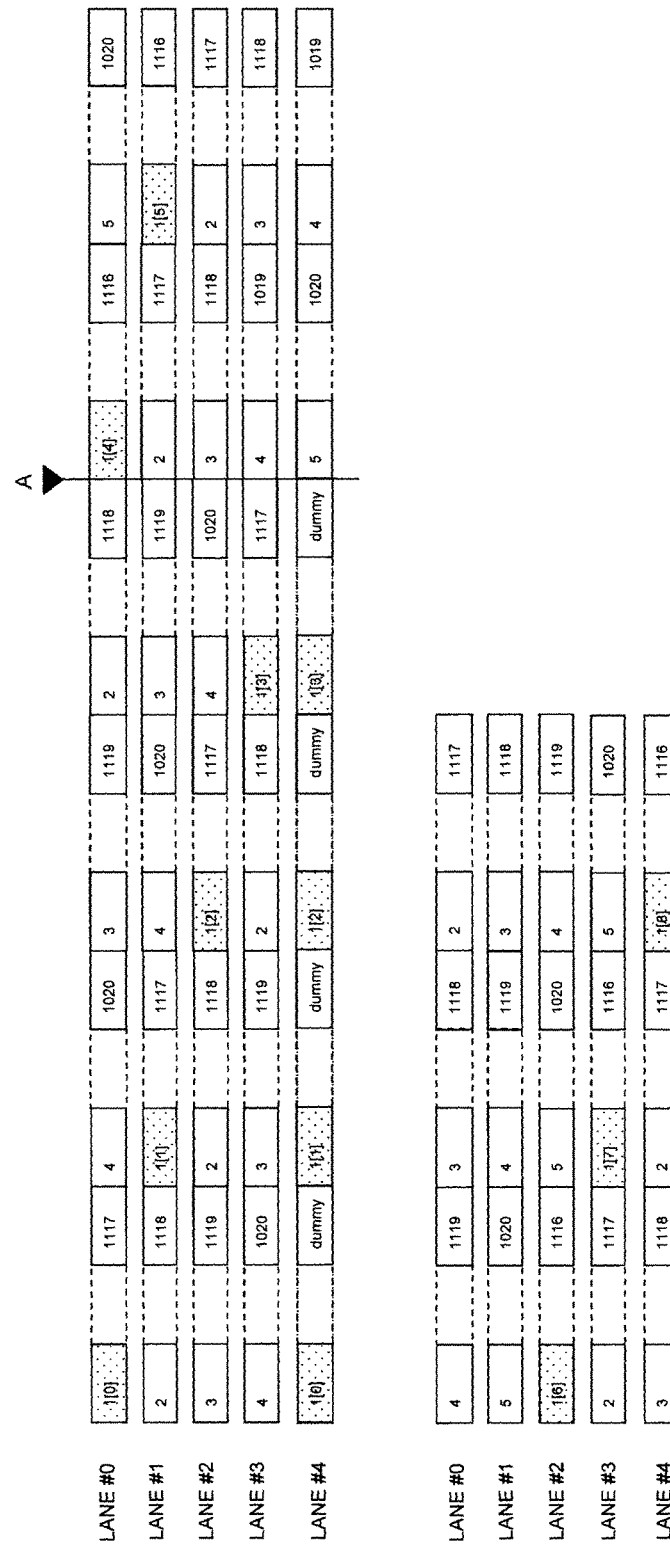 A
LANE #0 1[0] 1117 4 1020 3 1119 2 1118 1[4] 1116 5 1020
LANE #1 2 1118 1[1] 1117 4 1020 3 1119 2 1117 1[5] 1116
LANE #2 3 1119 2 1118 1[2] 1117 4 1020 3 1118 2 1117
LANE #3 4 1020 3 1119 2 1118 1[3] 1117 4 1019 3 1118
LANE #4 1[0] dummy 1[1] dummy 1[2] dummy 1[3] dummy 5 1020 4 1019
LANE #0 4 1119 3 1118 2 1117
LANE #1 5 1020 4 1119 3 1118
LANE #2 1[6] 1116 5 1020 4 1119
LANE #3 2 1117 1[7] 1116 5 1020
LANE #4 3 1118 2 1117 1[8] 1116